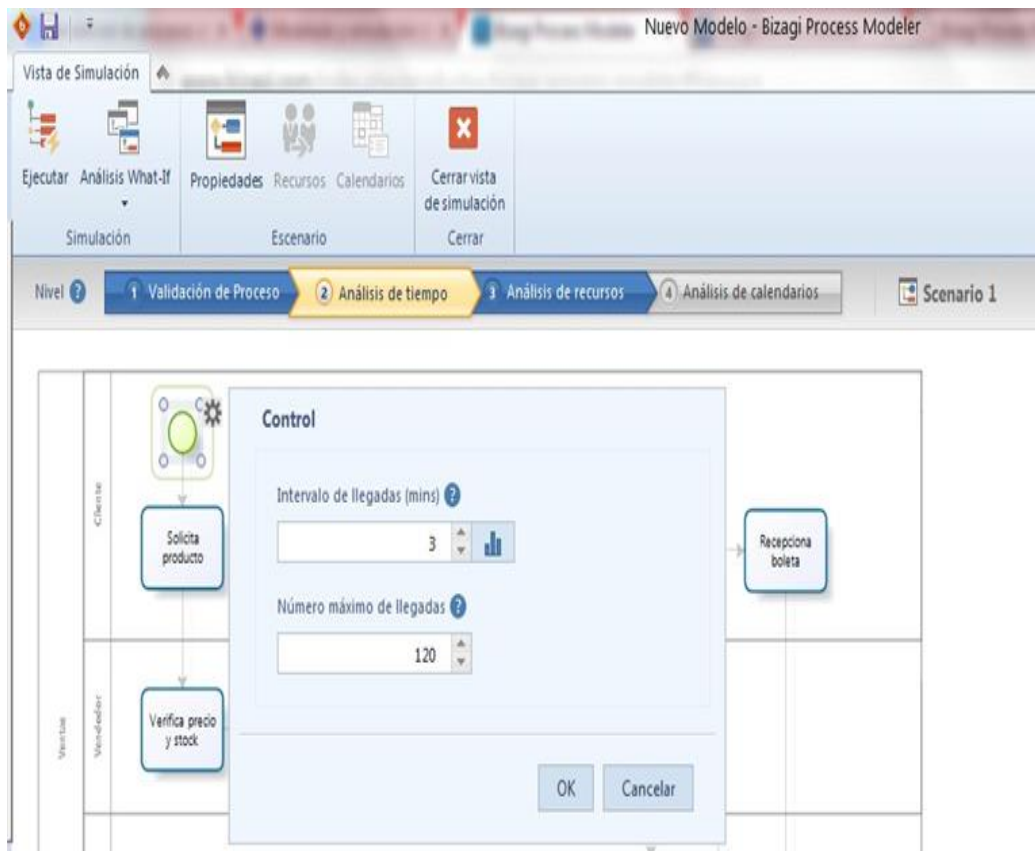 Nuevo Modelo - Bizagi Process Modeler
Vista de Simulación
Ejecutar
Análisis What-If
Propiedades
Recursos
Calendarios
Cerrar vista
de simulación
Simulación
Escenario
Cerrar
Nivel ?
1 Validación de Proceso
2 Análisis de tiempo
3 Análisis de recursos
4 Análisis de calendarios
Scenario 1
Control
Intervalo de llegadas (mins) ?
3
Número máximo de llegadas ?
120
OK
Cancelar
Ventas
Cliente
Solicita
producto
Recepciona
boleta
Vendedor
Verifica precio
y stock